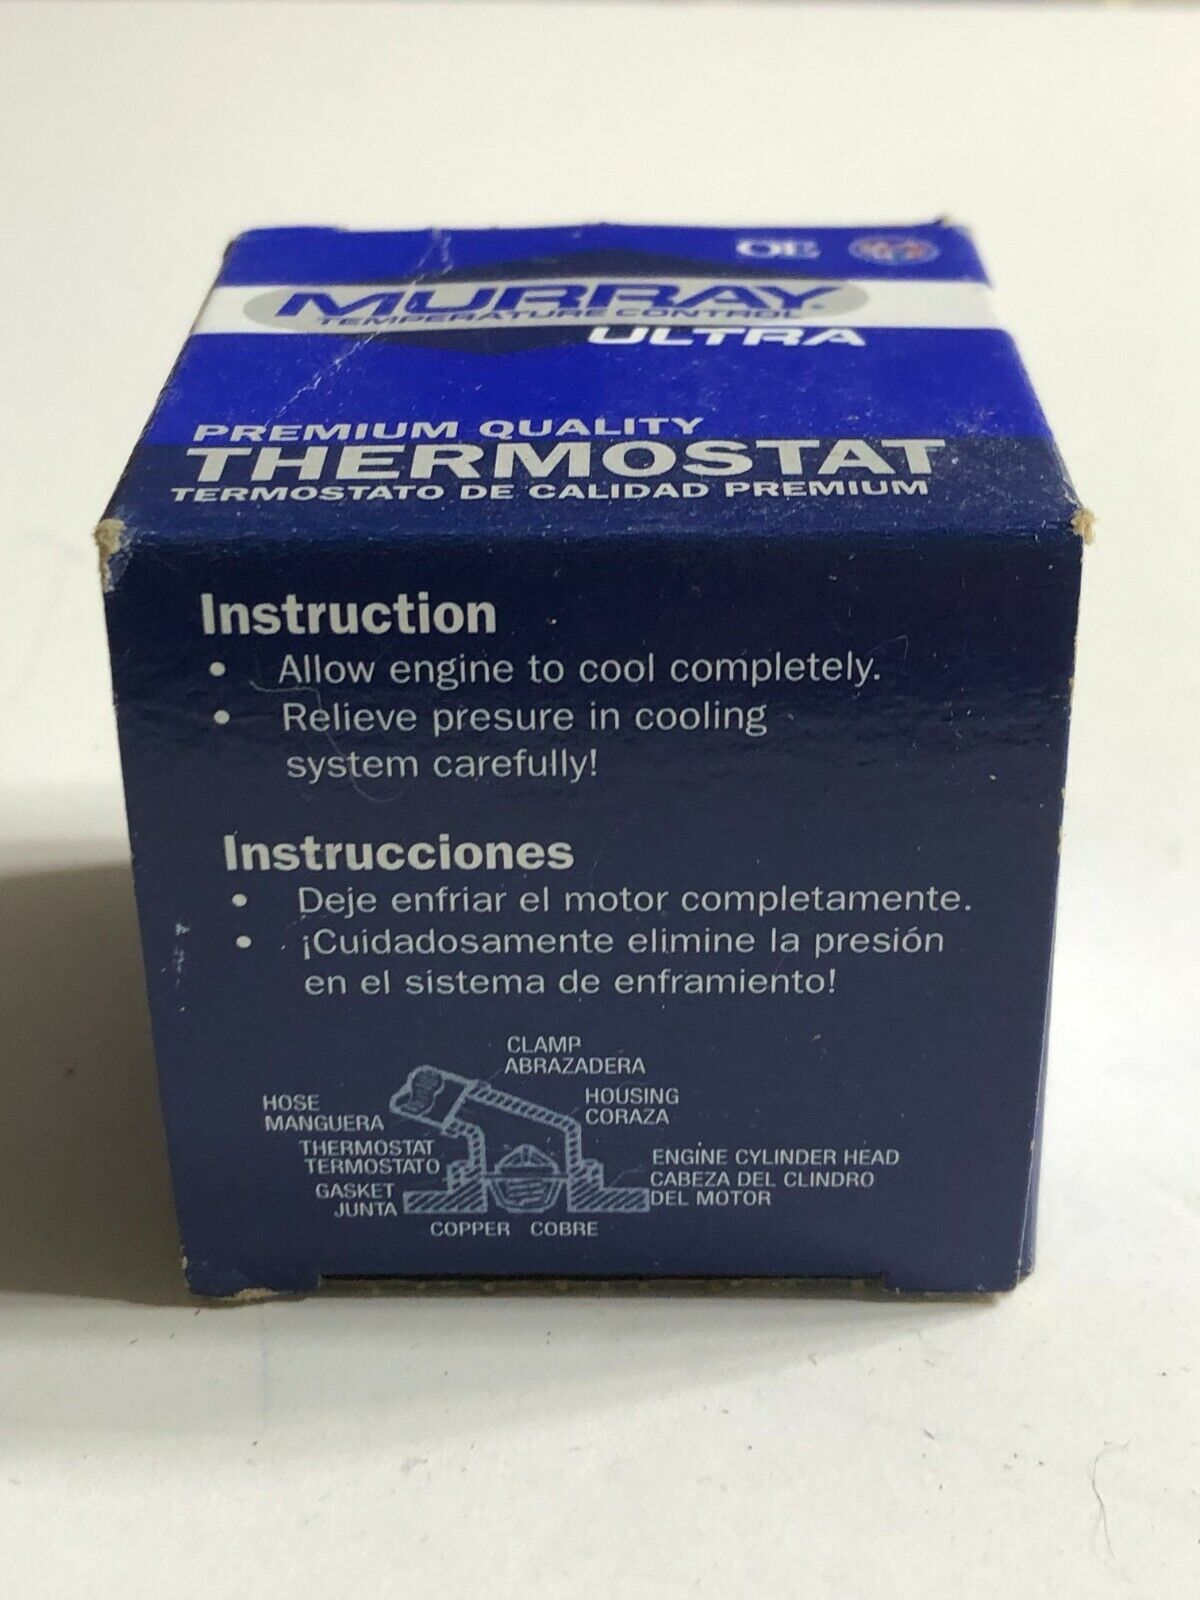 OE
MURRAY
TEMPERATURE CONTROL
ULTRA
PREMIUM QUALITY
THERMOSTAT
TERMOSTATO DE CALIDAD PREMIUM
Instruction
• Allow engine to cool completely.
• Relieve presure in cooling
system carefully!
Instrucciones
• Deje enfriar el motor completamente.
• ¡Cuidadosamente elimine la presión
en el sistema de enframiento!
CLAMP
ABRAZADERA
HOSE
MANGUERA
HOUSING
CORAZA
THERMOSTAT
TERMOSTATO
ENGINE CYLINDER HEAD
CABEZA DEL CLINDRO
DEL MOTOR
GASKET
JUNTA
COPPER COBRE